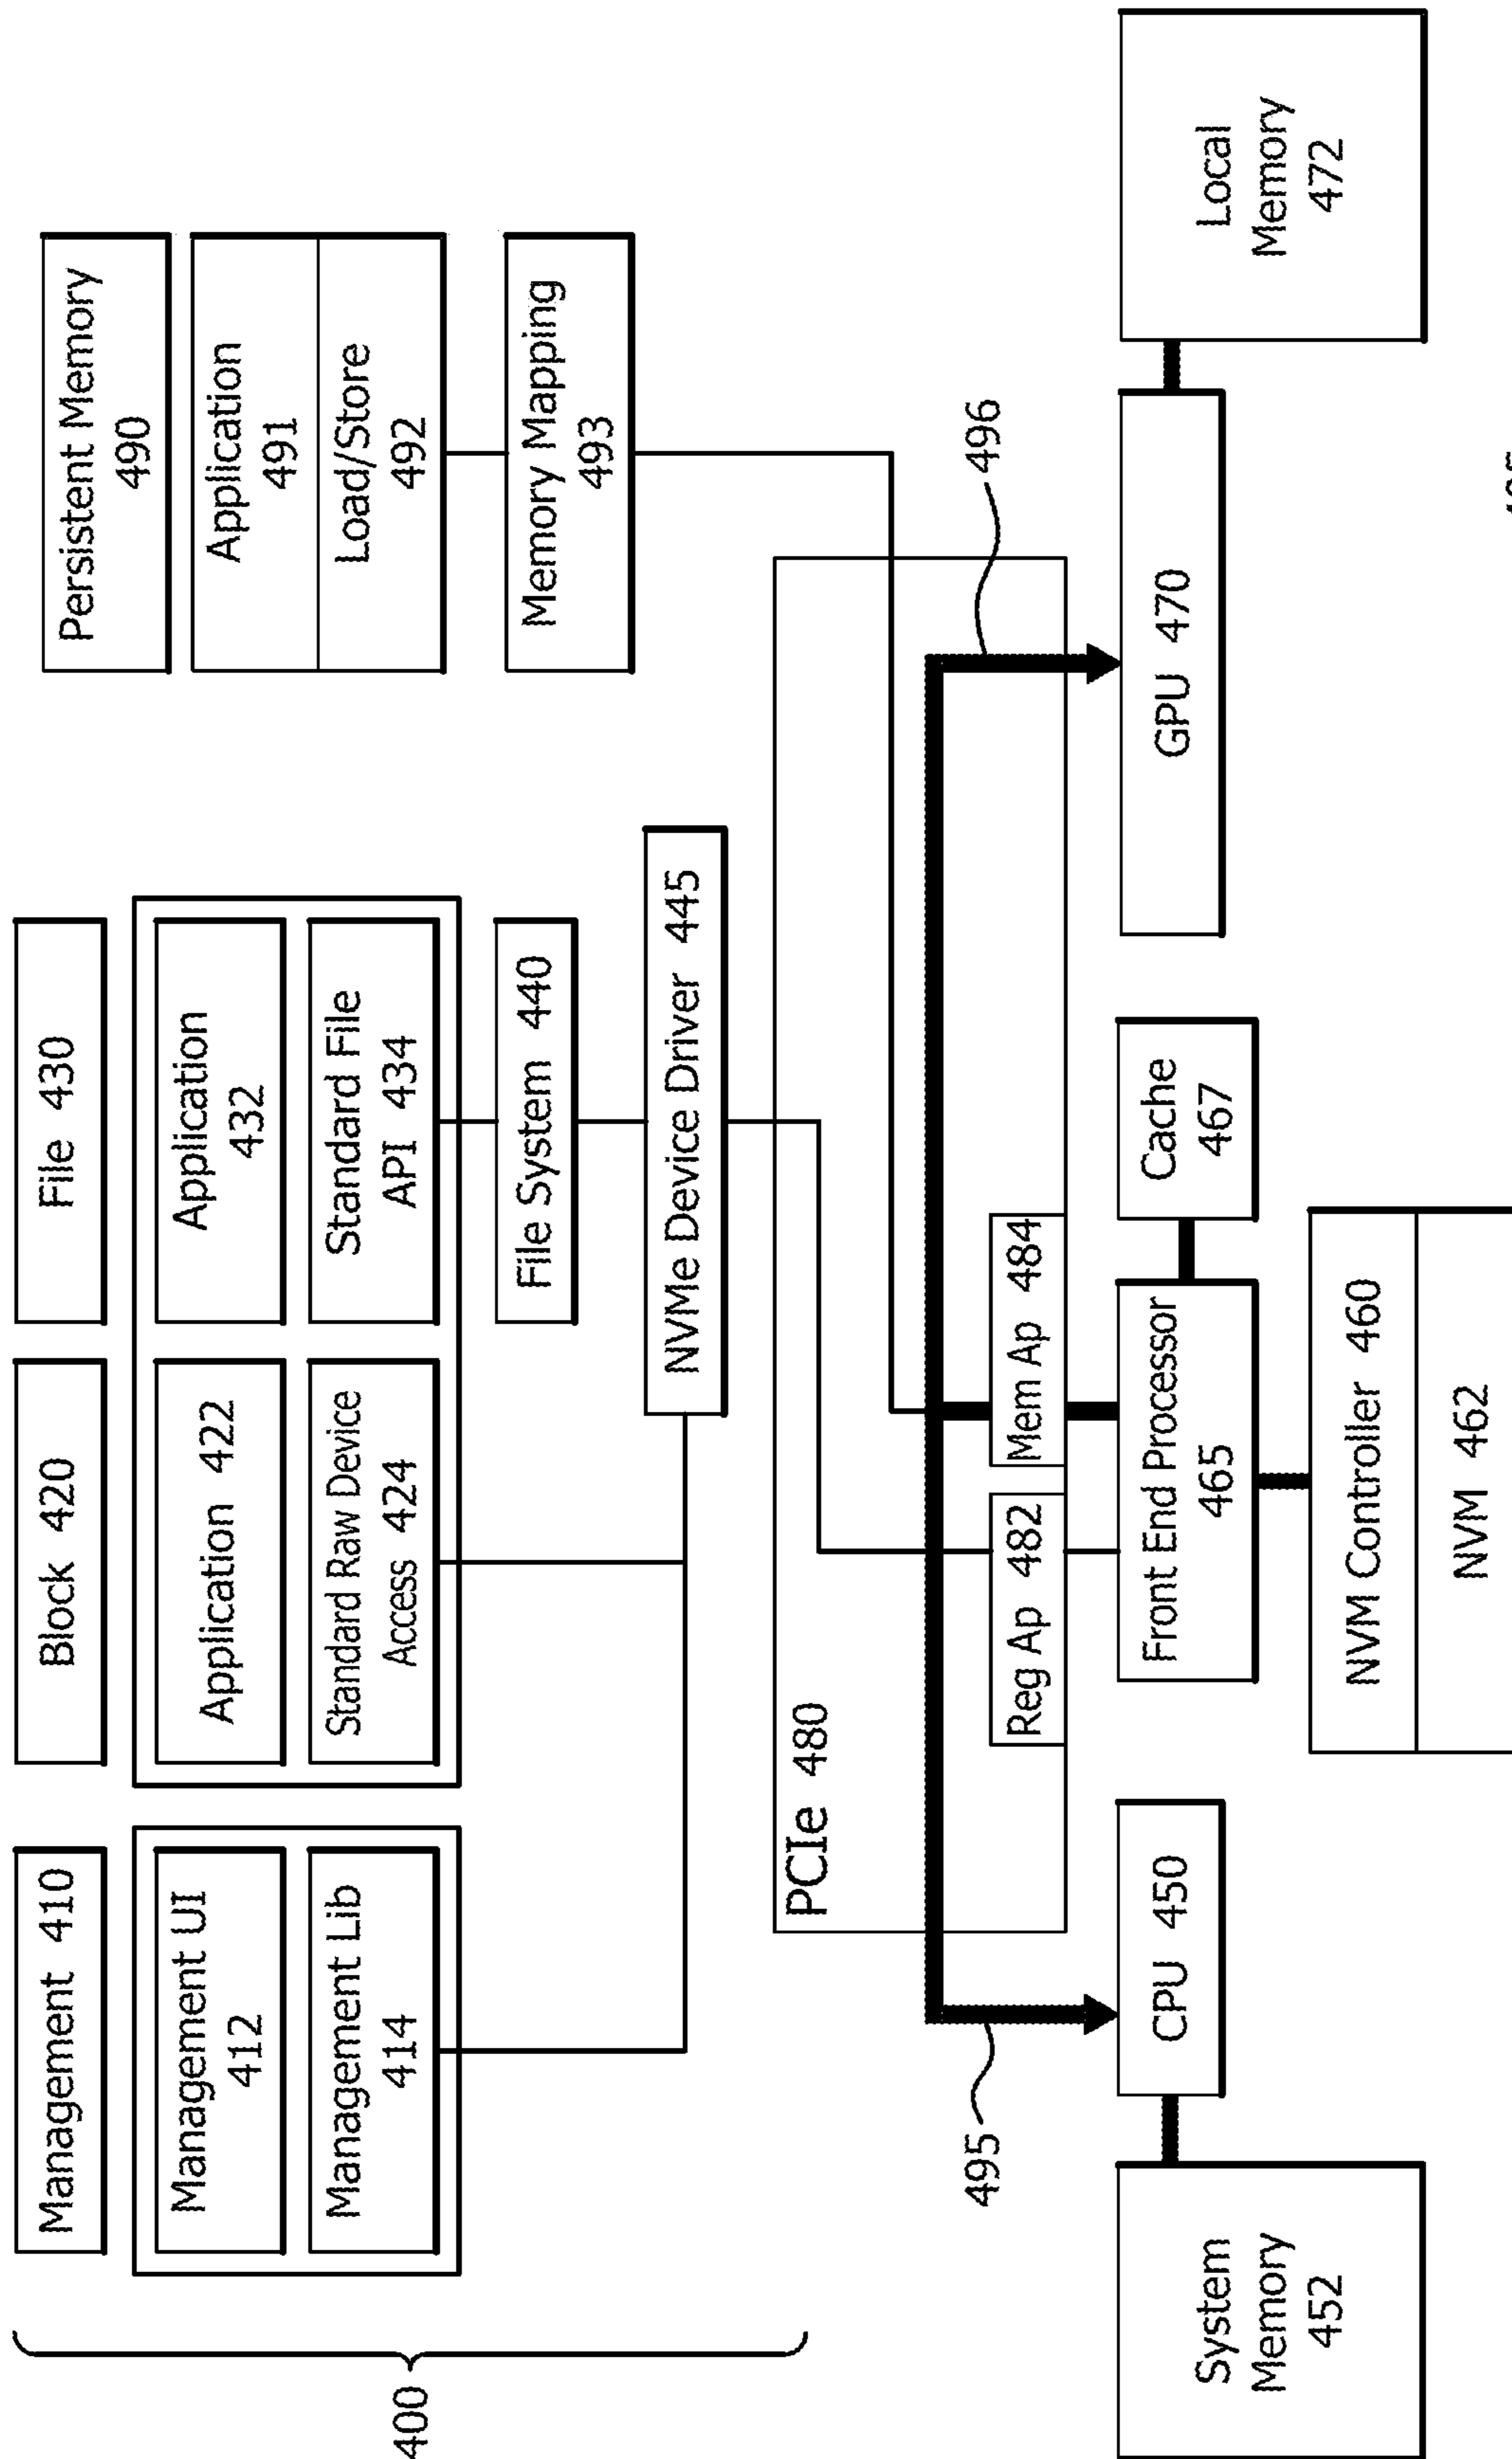 400
Management 410
Management UI
412
Management Lib
414
Block 420
Application 422
Standard Raw Device
Access 424
File 430
Application
432
Standard File
API 434
File System 440
NVMe Device Driver 445
Persistent Memory
490
Application
491
Load/Store
492
Memory Mapping
493
PCIe 480
Reg Ap 482
Mem Ap 484
495
496
System
Memory
452
CPU 450
Front End Processor
465
Cache
467
GPU 470
Local
Memory
472
NVM Controller 460
NVM 462